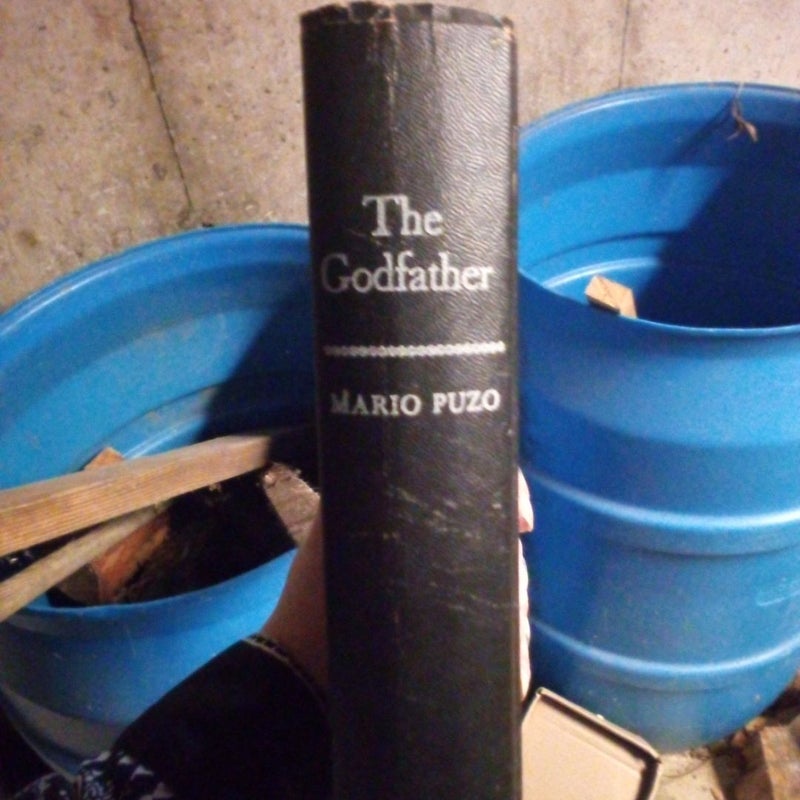 The
Godfather
MARIO PUZO